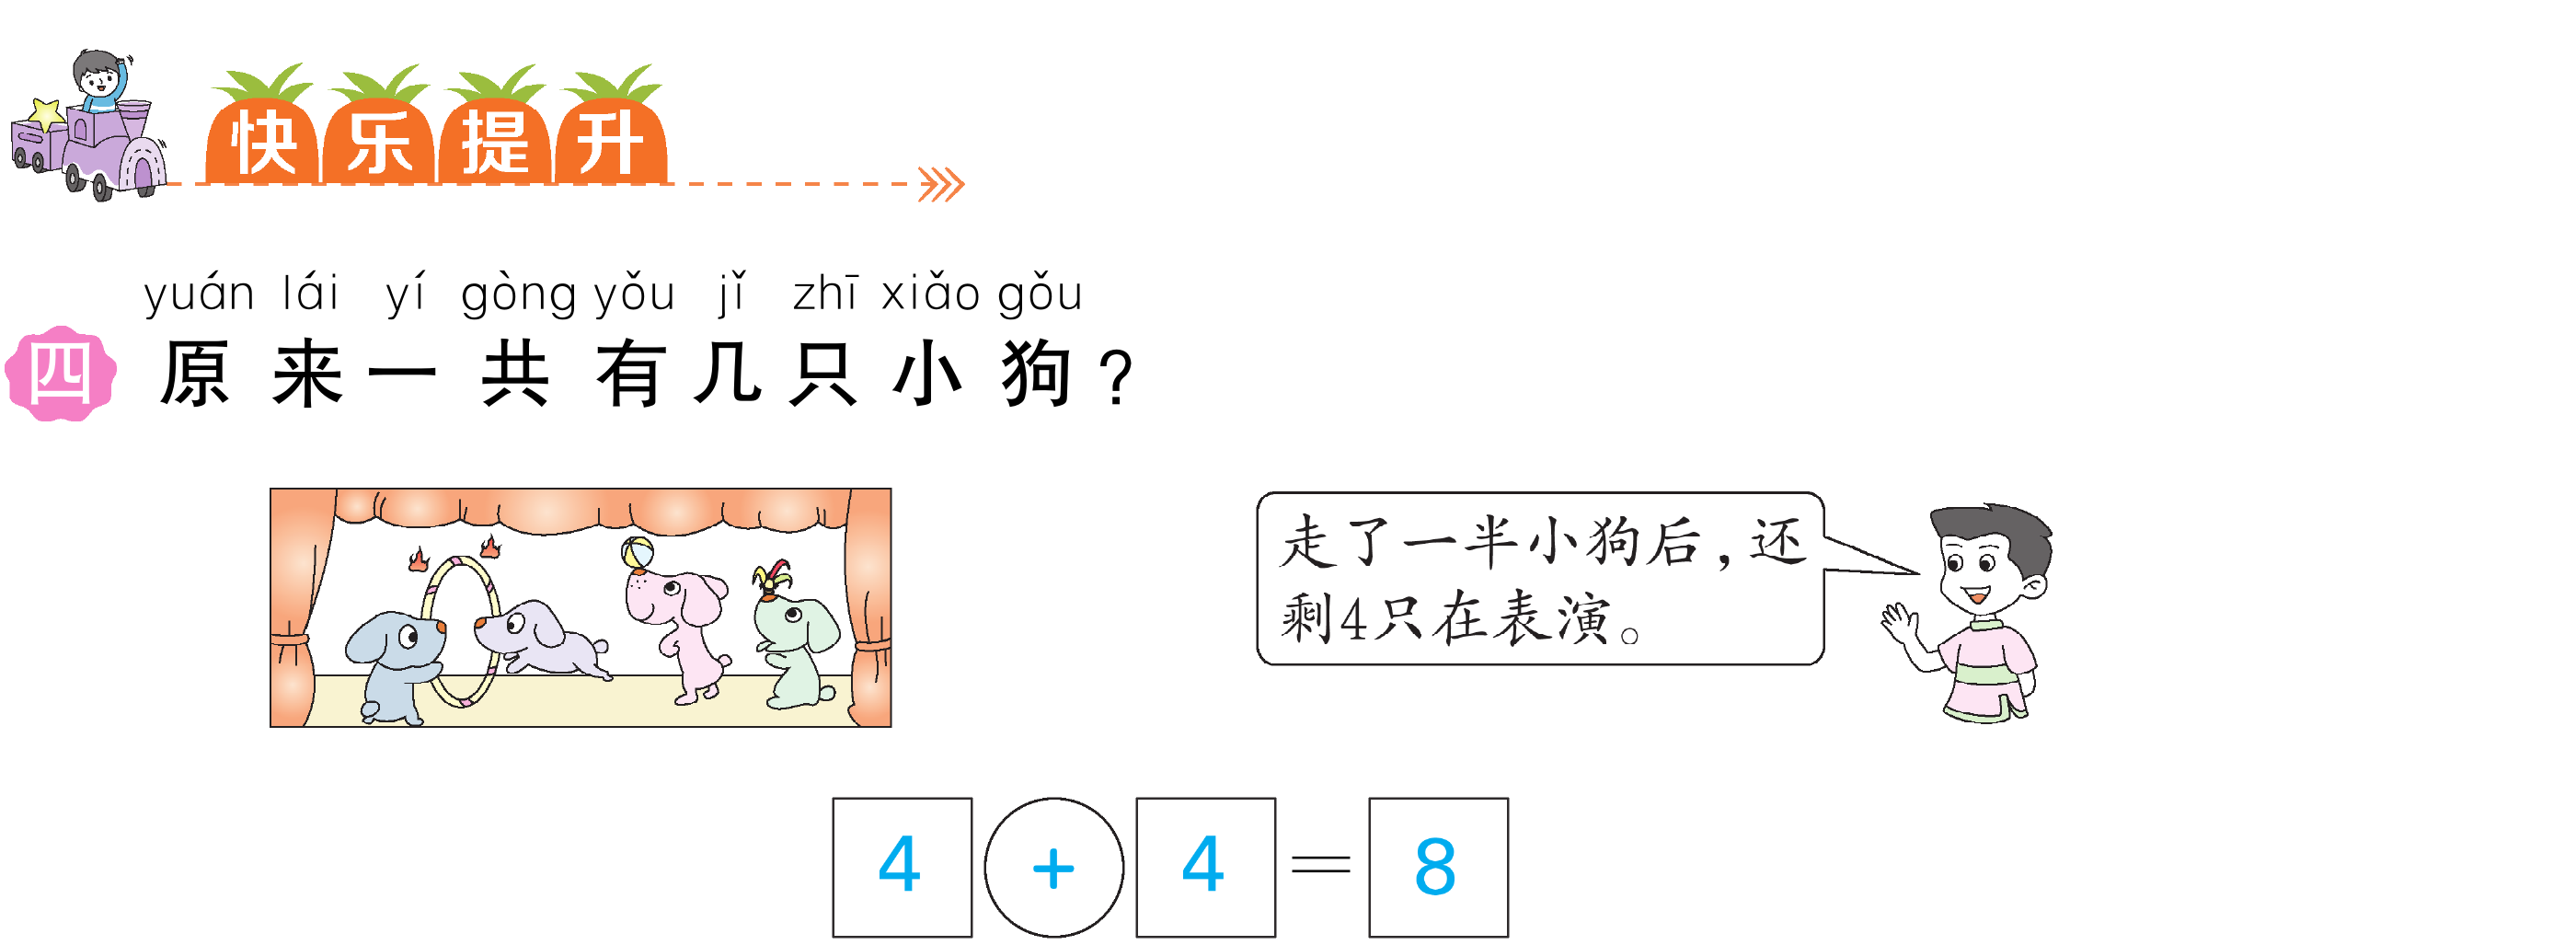 快乐提升
yuán lái yí gòng yǒu jǐ zhī xiǎo gǒu
四 原来一共有几只小狗?
走了一半小狗后,还
剩4只在表演。
4 + 4 = 8